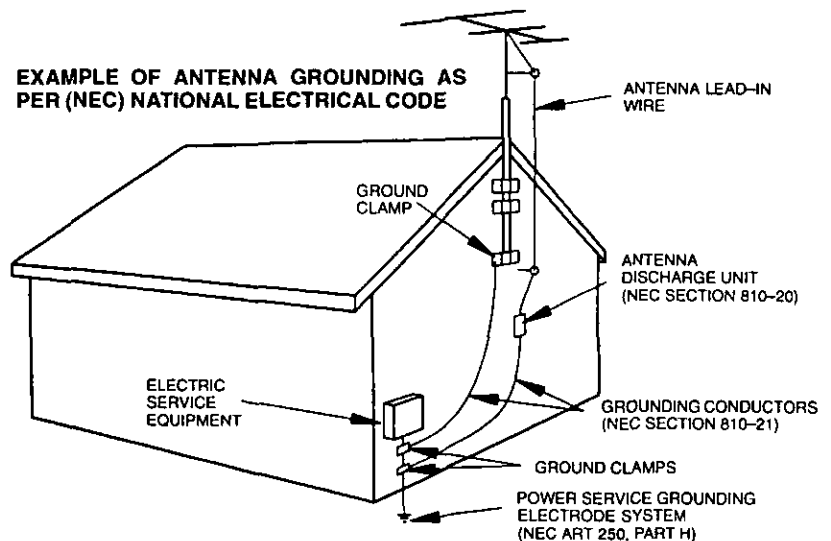 EXAMPLE OF ANTENNA GROUNDING AS
PER (NEC) NATIONAL ELECTRICAL CODE
ANTENNA LEAD–IN
WIRE
GROUND
CLAMP
ANTENNA
DISCHARGE UNIT
(NEC SECTION 810–20)
ELECTRIC
SERVICE
EQUIPMENT
GROUNDING CONDUCTORS
(NEC SECTION 810–21)
GROUND CLAMPS
POWER SERVICE GROUNDING
ELECTRODE SYSTEM
(NEC ART 250, PART H)